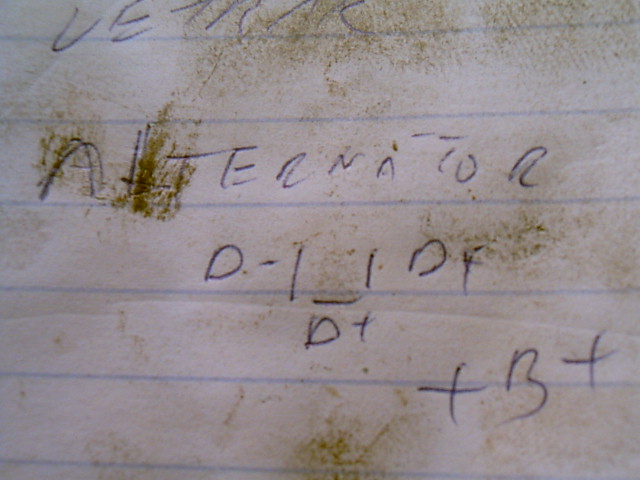 ALTERNATOR
D-|_| D+
D+
+B+